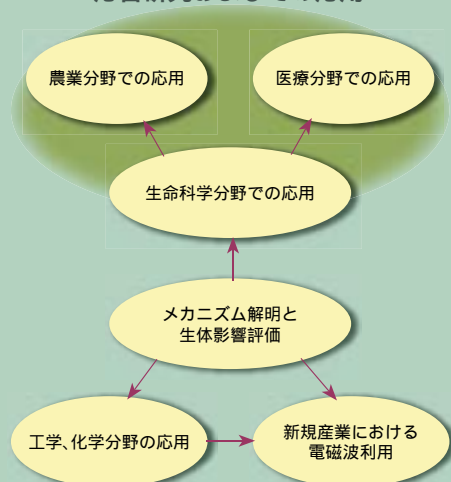 農業分野での応用
医療分野での応用
生命科学分野での応用
メカニズム解明と
生体影響評価
工学、化学分野の応用
新規産業における
電磁波利用